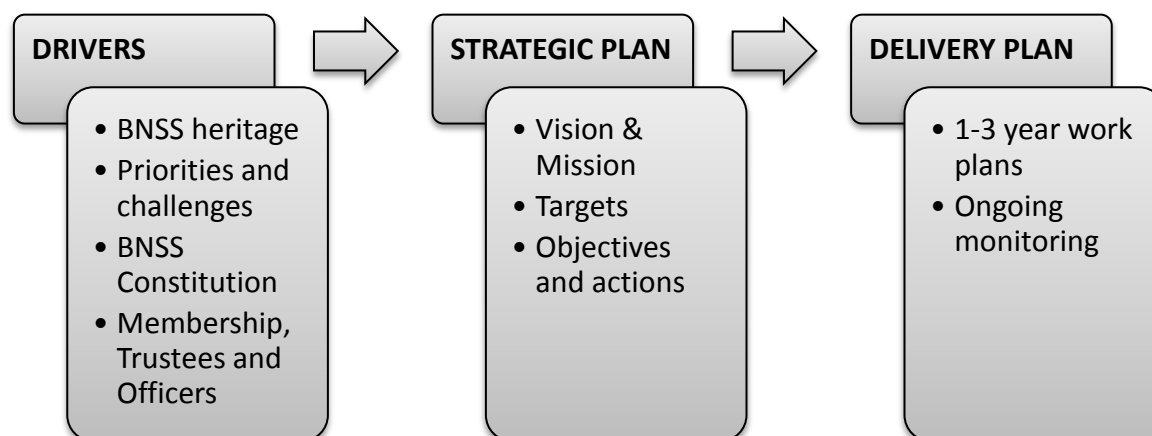 DRIVERS
• BNSS heritage
• Priorities and
challenges
• BNSS
Constitution
• Membership,
Trustees and
Officers
STRATEGIC PLAN
• Vision &
Mission
• Targets
• Objectives
and actions
DELIVERY PLAN
• 1-3 year work
plans
• Ongoing
monitoring